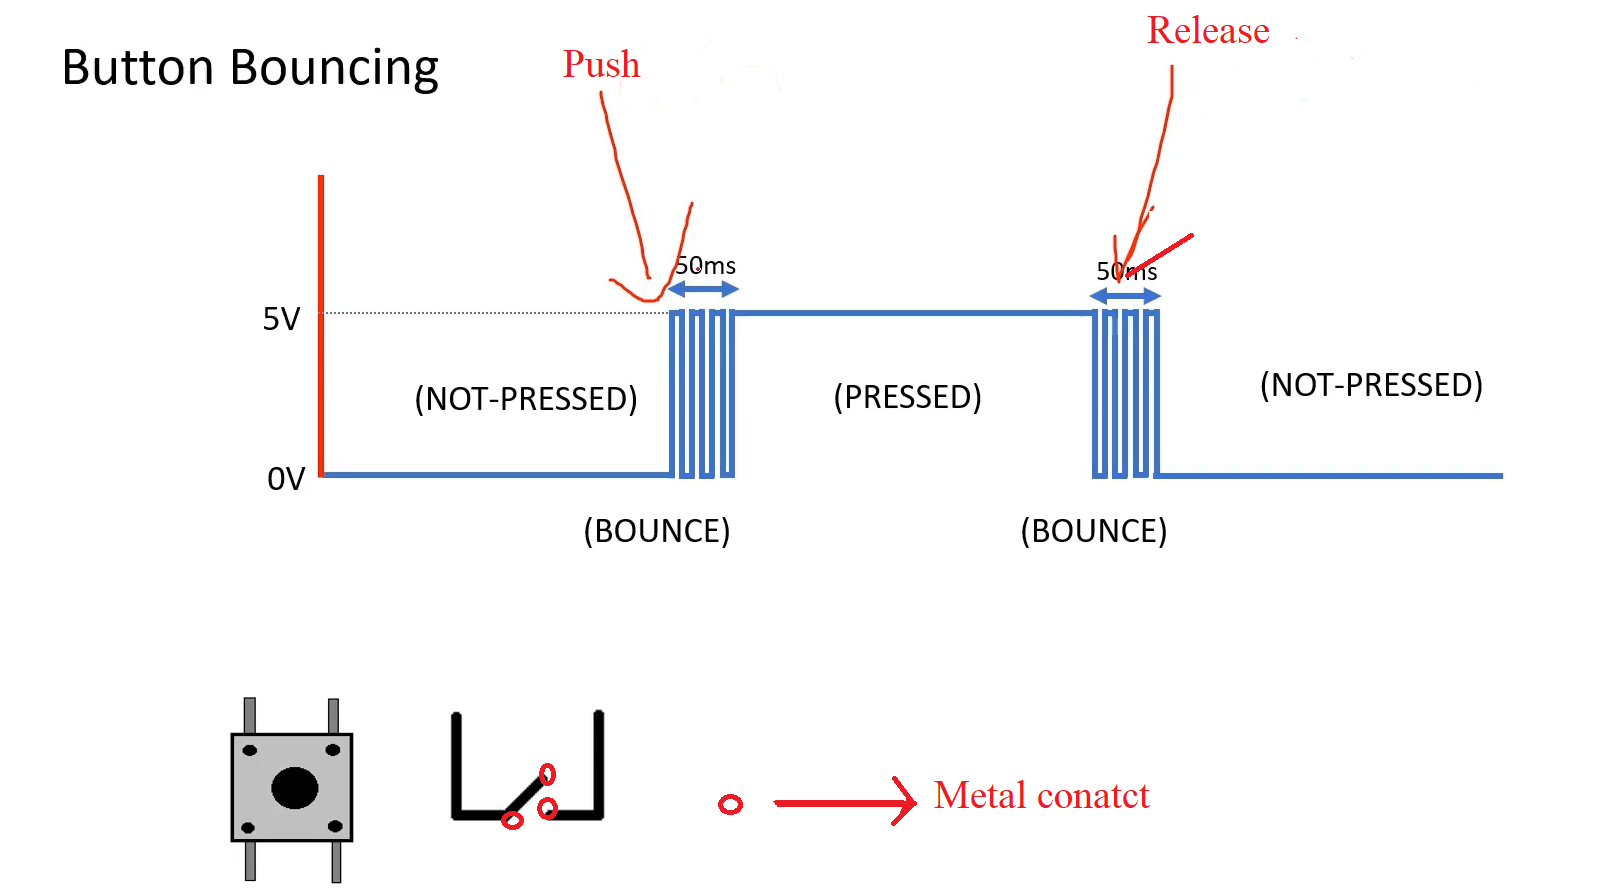 Button Bouncing
Push
Release
50ms
50ms
5V
(NOT-PRESSED)
(PRESSED)
(NOT-PRESSED)
0V
(BOUNCE)
(BOUNCE)
Metal conatct